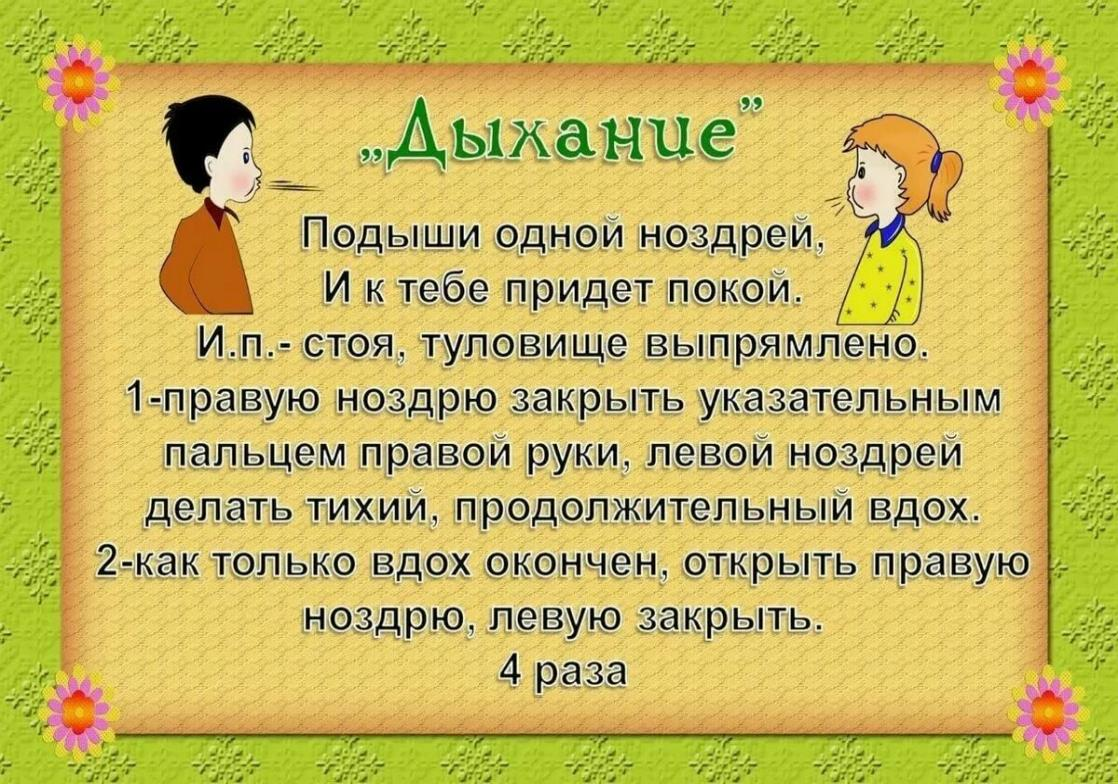 „Дыхание”
Подыши одной ноздрей,
И к тебе придет покой.
И.п.- стоя, туловище выпрямлено.
1-правую ноздрю закрыть указательным
пальцем правой руки, левой ноздрей
делать тихий, продолжительный вдох.
2-как только вдох окончен, открыть правую
ноздрю, левую закрыть.
4 раза